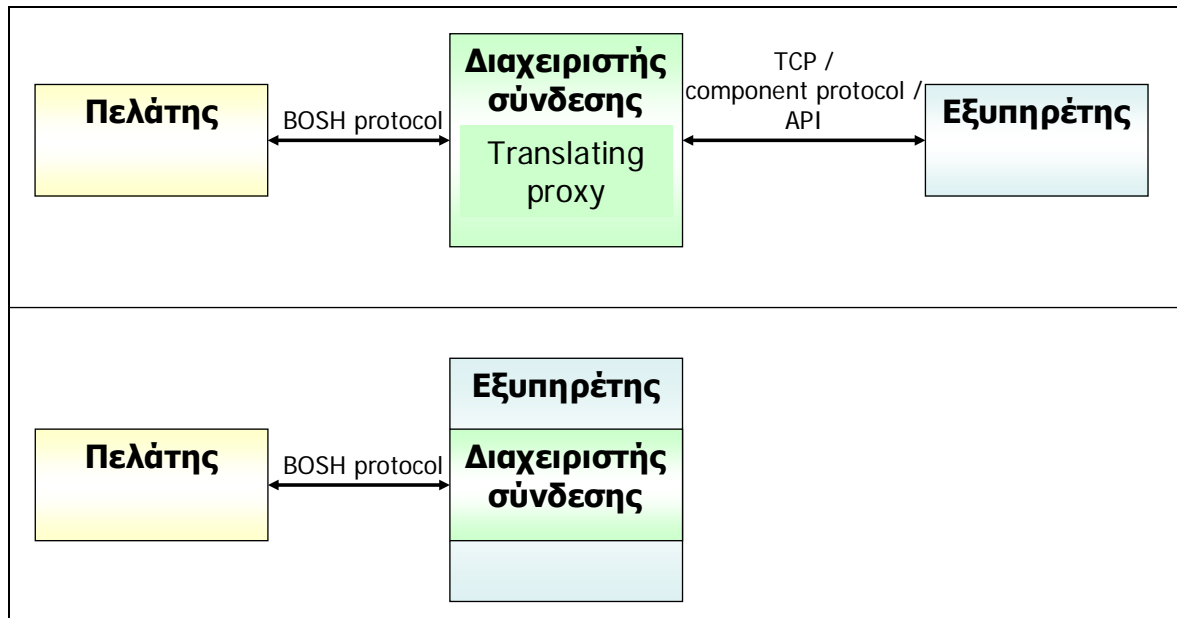 Πελάτης
BOSH protocol
Διαχειριστής
σύνδεσης
Translating
proxy
TCP /
component protocol /
API
Εξυπηρέτης
Πελάτης
BOSH protocol
Εξυπηρέτης
Διαχειριστής
σύνδεσης